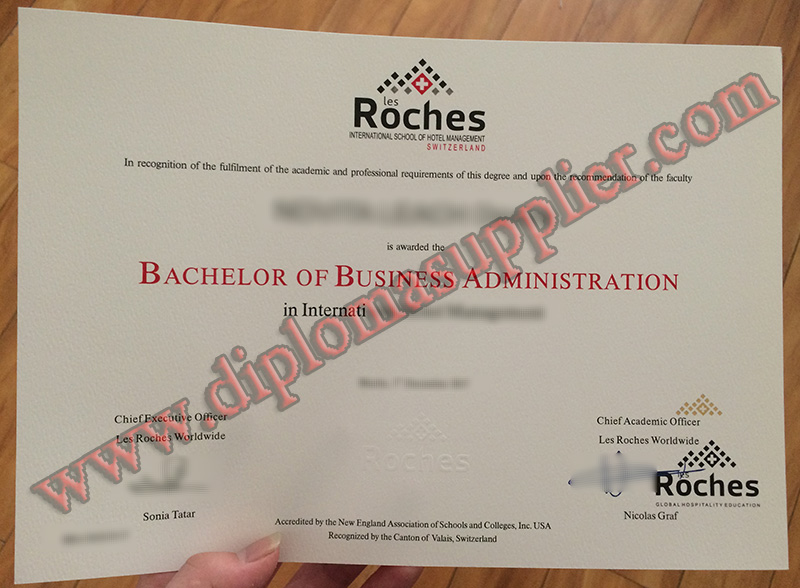 les
Roches
INTERNATIONAL SCHOOL OF HOTEL MANAGEMENT
SWITZERLAND
In recognition of the fulfilment of the academic and professional requirements of this degree and upon the recommendation of the faculty
is awarded the
BACHELOR OF BUSINESS ADMINISTRATION
in Internati
www.diplomasupplier.com
Chief Executive Officer
Les Roches Worldwide
Sonia Tatar
Chief Academic Officer
Les Roches Worldwide
les
Roches
GLOBAL HOSPITALITY EDUCATION
Nicolas Graf
Roches
Accredited by the New England Association of Schools and Colleges, Inc. USA
Recognized by the Canton of Valais, Switzerland